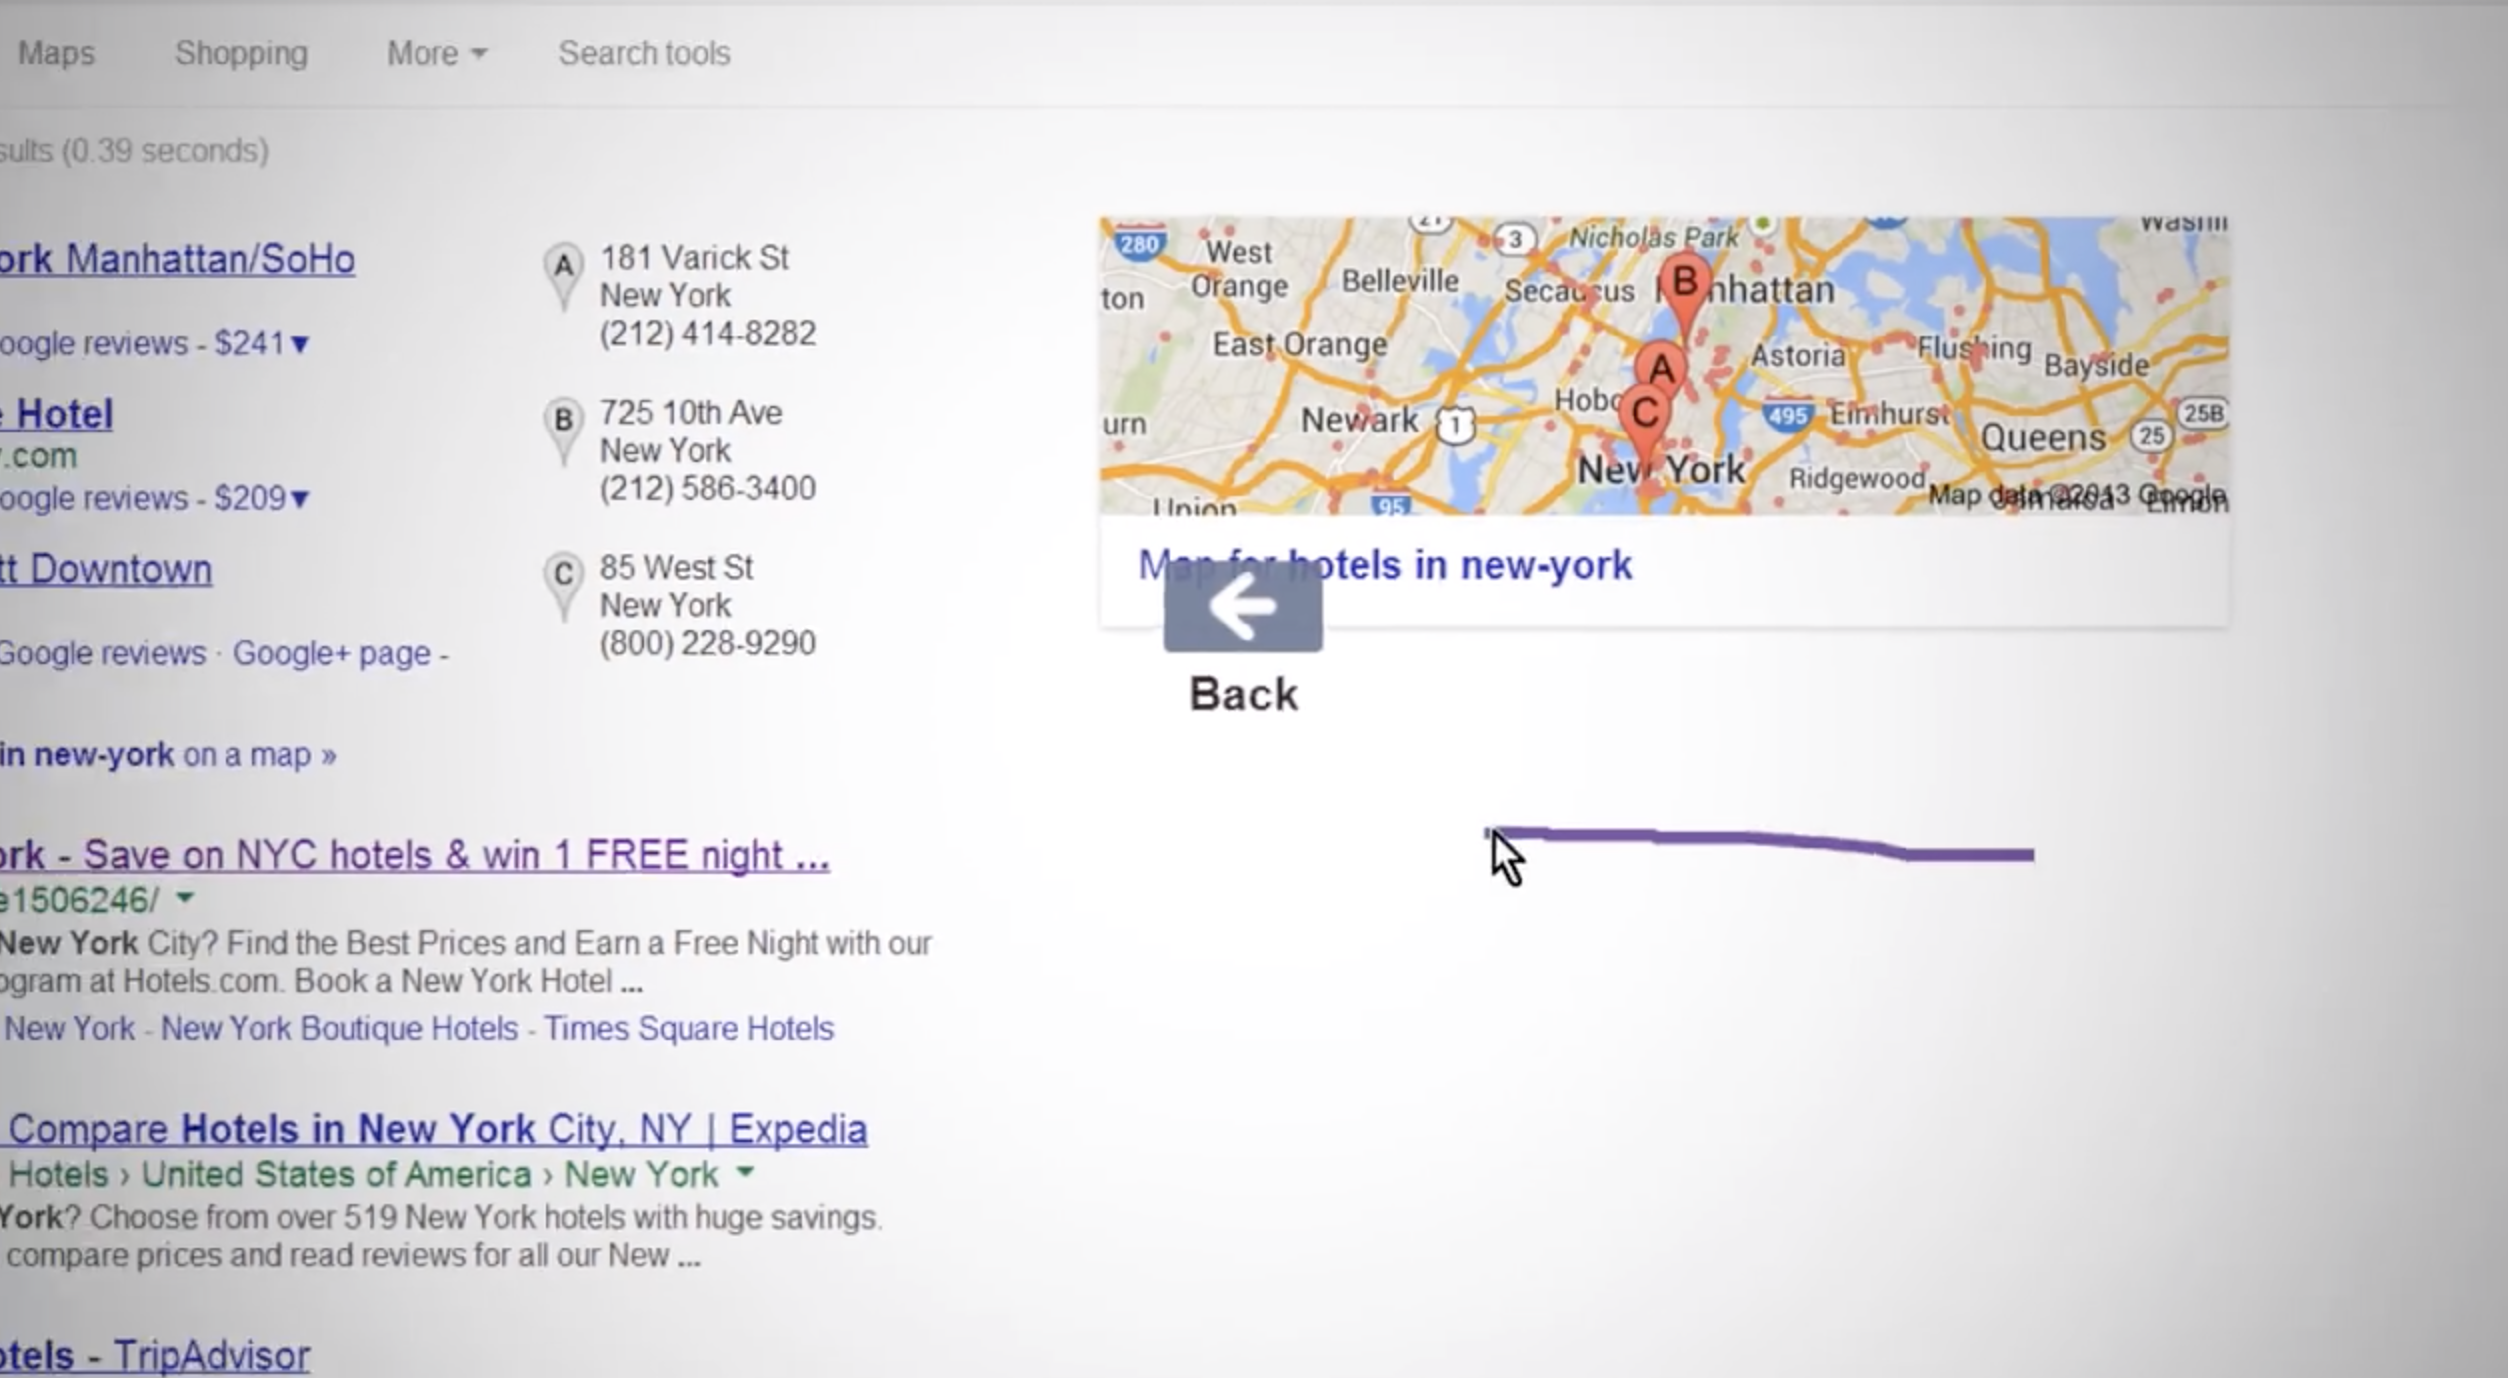 Maps Shopping More Search tools
sults (0.39 seconds)
ork Manhattan/SoHo
oogle reviews - $241
A 181 Varick St
New York
(212) 414-8282
e Hotel
.com
oogle reviews - $209
B 725 10th Ave
New York
(212) 586-3400
tt Downtown
Google reviews · Google+ page -
C 85 West St
New York
(800) 228-9290
in new-york on a map »
ork - Save on NYC hotels & win 1 FREE night ...
e1506246/
New York City? Find the Best Prices and Earn a Free Night with our
ogram at Hotels.com. Book a New York Hotel ...
New York - New York Boutique Hotels - Times Square Hotels
Compare Hotels in New York City, NY | Expedia
Hotels › United States of America › New York
York? Choose from over 519 New York hotels with huge savings.
compare prices and read reviews for all our New ...
otels - TripAdvisor
280
West
Orange
Belleville
21
3
Nicholas Park
Secaucus
B
nhattan
ton
East Orange
A
Astoria
Flushing
Bayside
urn
Newark
1
Hobo
C
495
Elmhurst
Queens
25
25B
New York
Ridgewood
Union
95
Map data ©2013 Google
Map for hotels in new-york
Back